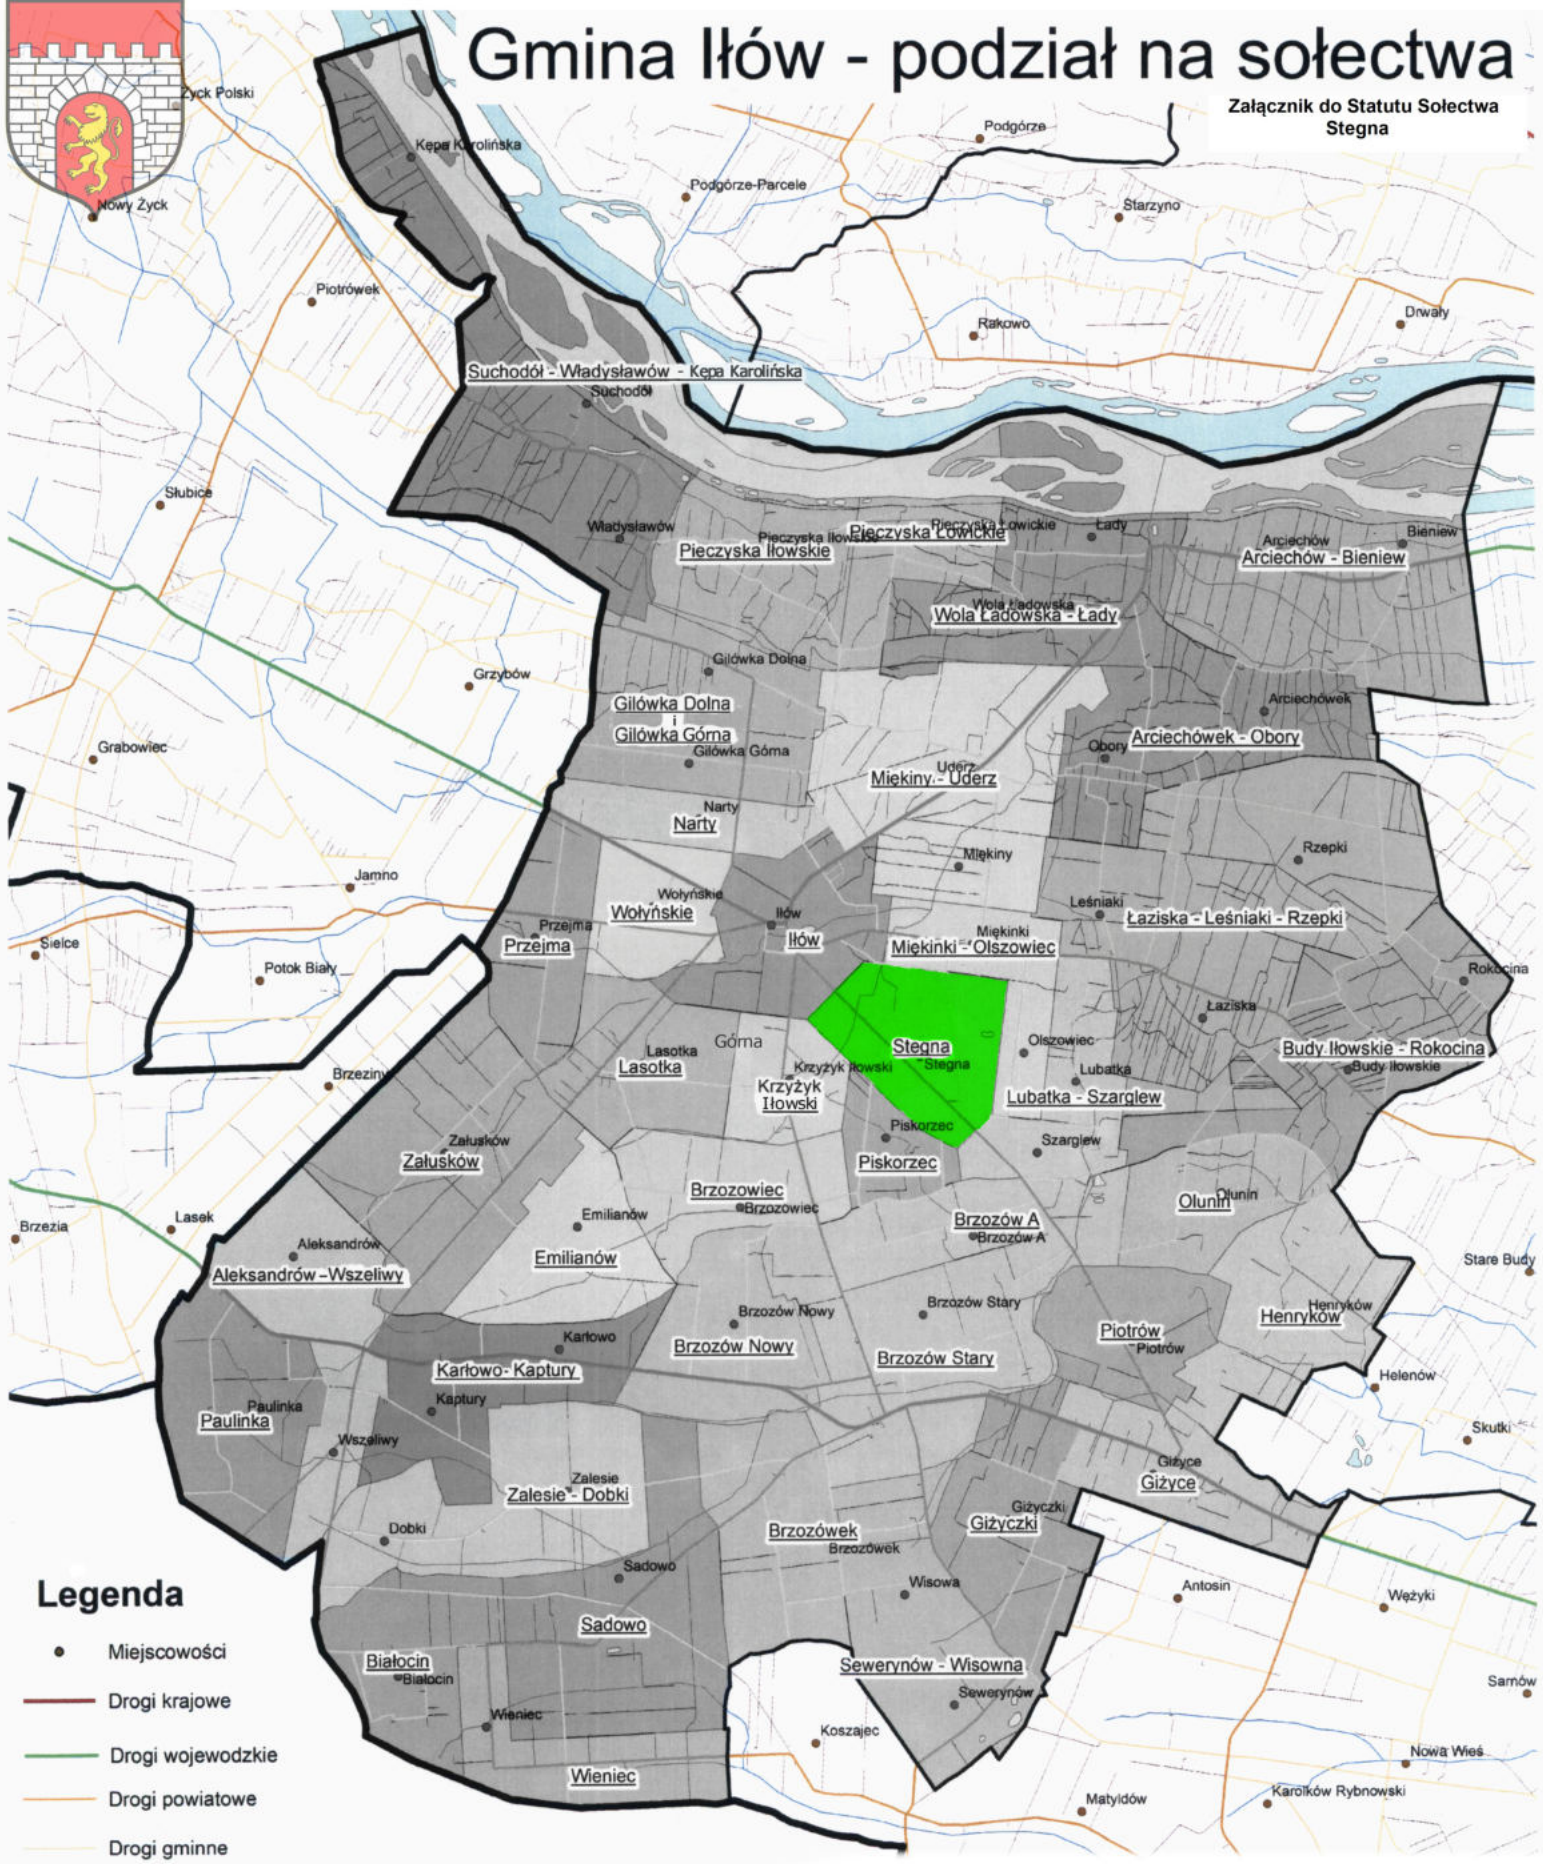 Gmina Iłów - podział na sołectwa
Załącznik do Statutu Sołectwa
Stegna
Życk Polski
Podgórze
Kępa Karolińska
Podgórze-Parcele
Nowy Życk
Starzyno
Piotrówek
Drwały
Rakowo
Suchodół - Władysławów - Kępa Karolińska
Suchodół
Słubice
Władysławów
Pieczyska Iłowskie
Pieczyska Iłowskie
Pieczyska Łowickie
Pieczyska Łowickie
Łady
Arciechów
Bieniew
Arciechów - Bieniew
Wola Ładowska
Wola Ładowska - Łady
Gilówka Dolna
Grzybów
Gilówka Dolna
i
Gilówka Górna
Gilówka Górna
Arciechówek
Arciechówek - Obory
Obory
Grabowiec
Uderz
Miękiny - Uderz
Narty
Narty
Miękiny
Rzepki
Jamno
Wołyńskie
Wołyńskie
Leśniaki
Łaziska - Leśniaki - Rzepki
Iłów
Iłów
Przejma
Przejma
Miękinki
Miękinki - Olszowiec
Sielce
Potok Biały
Rokocina
Łaziska
Górna
Lasotka
Lasotka
Stegna
Stegna
Olszowiec
Budy Iłowskie - Rokocina
Budy Iłowskie
Krzyżyk Iłowski
Krzyżyk
Iłowski
Lubatka
Lubatka - Szarglew
Brzeziny
Piskorzec
Piskorzec
Szarglew
Załusków
Załusków
Brzozowiec
Brzozowiec
Olunin
Olunin
Lasek
Brzezia
Emilianów
Emilianów
Brzozów A
Brzozów A
Aleksandrów
Aleksandrów - Wszeliwy
Stare Budy
Brzozów Nowy
Brzozów Nowy
Brzozów Stary
Brzozów Stary
Henryków
Henryków
Piotrów
Piotrów
Karłowo
Karłowo - Kaptury
Kaptury
Helenów
Paulinka
Paulinka
Wszeliwy
Skutki
Giżyce
Giżyce
Zalesie
Zalesie - Dobki
Dobki
Giżyczki
Giżyczki
Brzozówek
Brzozówek
Sadowo
Sadowo
Wisowa
Antosin
Wężyki
Legenda
Miejscowości
Drogi krajowe
Drogi wojewodzkie
Drogi powiatowe
Drogi gminne
Białocin
Białocin
Sewerynów - Wisowna
Sewerynów
Sarnów
Wieniec
Wieniec
Koszajec
Nowa Wieś
Karolków Rybnowski
Matyldów